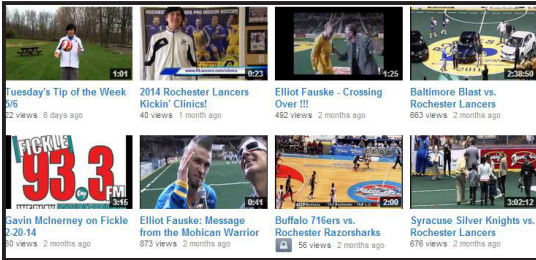 1:01
0:23
1:25
2:38:50
Tuesday's Tip of the Week
5/6
22 views 6 days ago
2014 Rochester Lancers
Kickin' Clinics!
40 views 1 month ago
Elliot Fauske - Crossing
Over !!!
492 views 2 months ago
Baltimore Blast vs.
Rochester Lancers
663 views 2 months ago
FICKLE
93.3
FM
3:15
0:41
2:00
3:02:12
Gavin McInerney on Fickle
2-20-14
60 views 2 months ago
Elliot Fauske: Message
from the Mohican Warrior
873 views 2 months ago
Buffalo 716ers vs.
Rochester Razorsharks
56 views 2 months ago
Syracuse Silver Knights vs.
Rochester Lancers
676 views 2 months ago